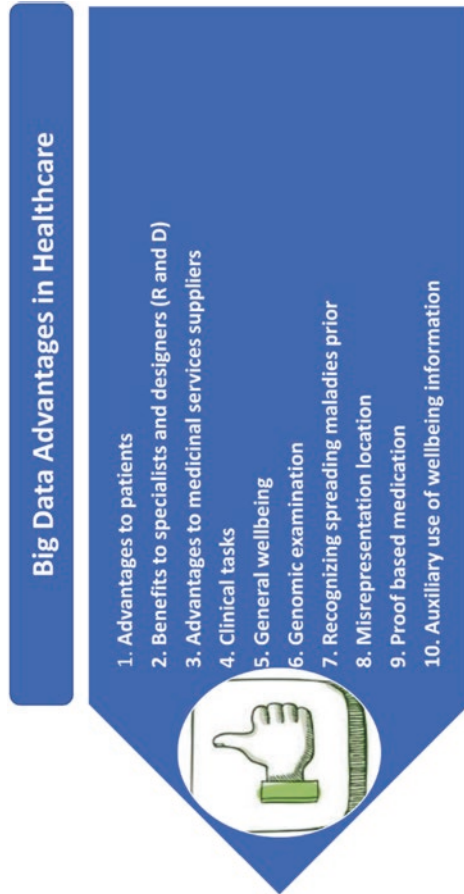 Big Data Advantages in Healthcare
1. Advantages to patients
2. Benefits to specialists and designers (R and D)
3. Advantages to medicinal services suppliers
4. Clinical tasks
5. General wellbeing
6. Genomic examination
7. Recognizing spreading maladies prior
8. Misrepresentation location
9. Proof based medication
10. Auxiliary use of wellbeing information